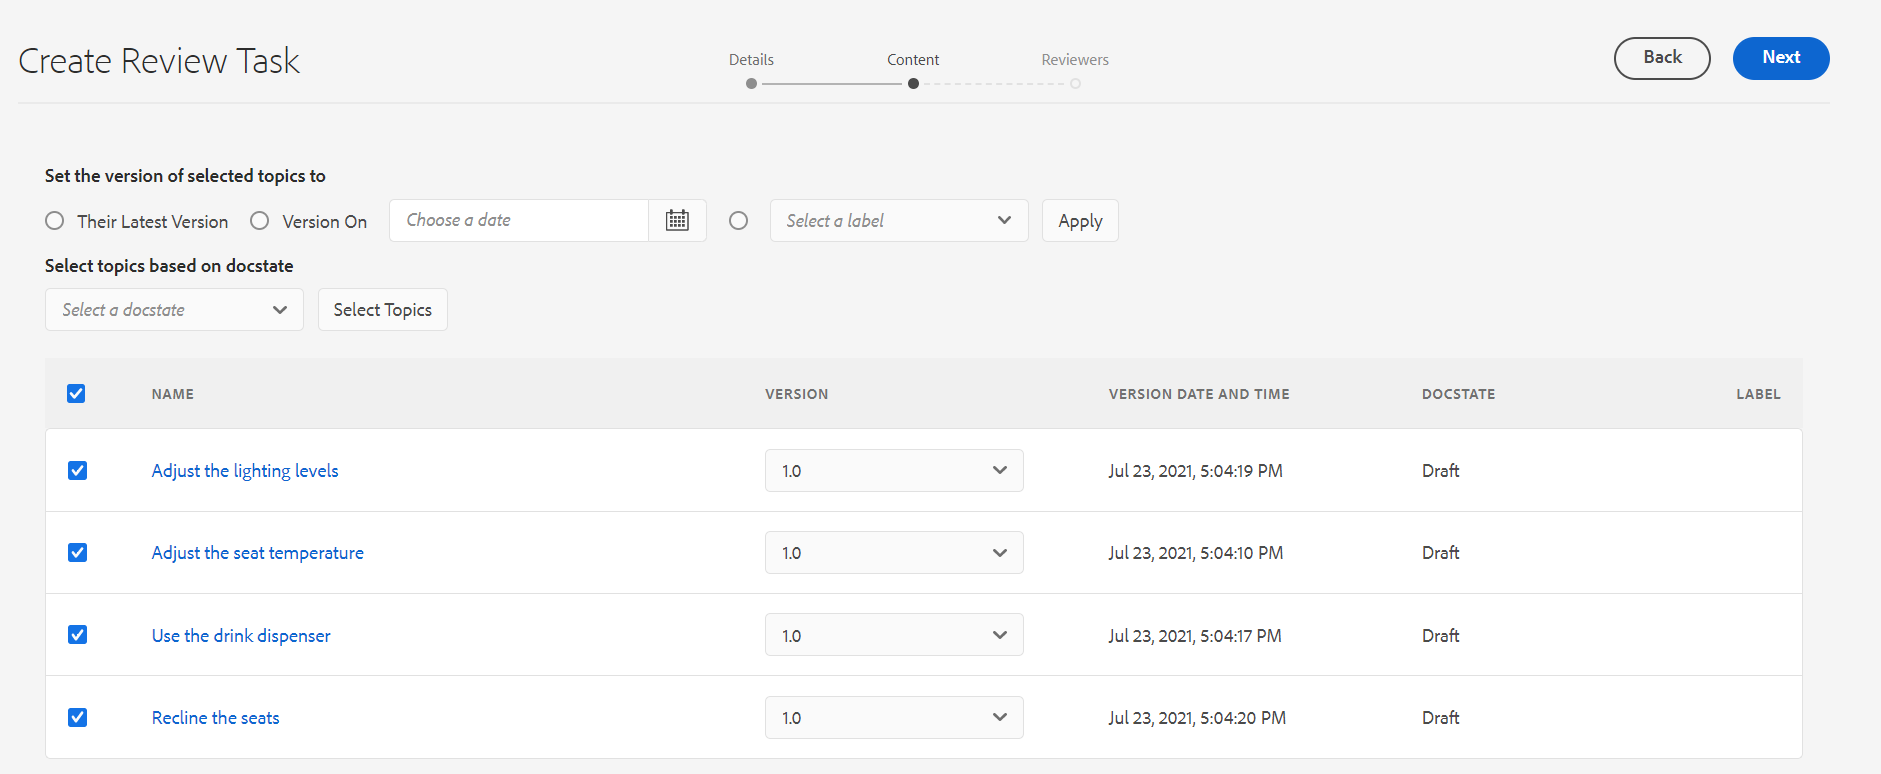 Create Review Task
Details Content Reviewers
Back Next
Set the version of selected topics to
Their Latest Version Version On Choose a date Select a label Apply
Select topics based on docstate
Select a docstate Select Topics
NAME VERSION VERSION DATE AND TIME DOCSTATE LABEL
Adjust the lighting levels 1.0 Jul 23, 2021, 5:04:19 PM Draft
Adjust the seat temperature 1.0 Jul 23, 2021, 5:04:10 PM Draft
Use the drink dispenser 1.0 Jul 23, 2021, 5:04:17 PM Draft
Recline the seats 1.0 Jul 23, 2021, 5:04:20 PM Draft